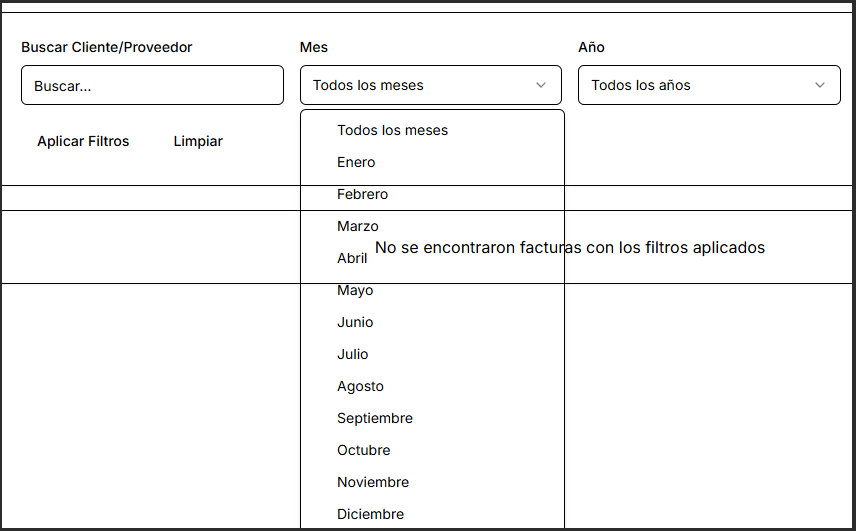 Buscar Cliente/Proveedor
Mes
Año
Buscar...
Todos los meses
Todos los años
Aplicar Filtros
Limpiar
Todos los meses
Enero
Febrero
Marzo
No se encontraron facturas con los filtros aplicados
Abril
Mayo
Junio
Julio
Agosto
Septiembre
Octubre
Noviembre
Diciembre